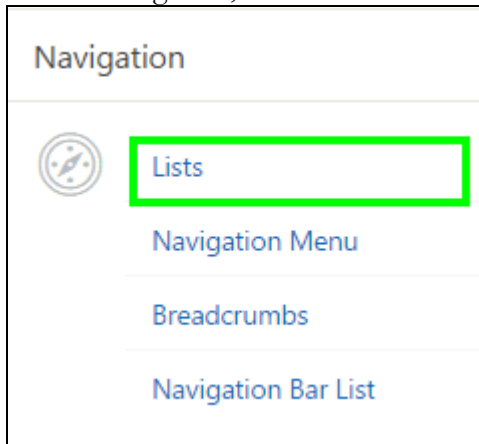 Navigation
Lists
Navigation Menu
Breadcrumbs
Navigation Bar List